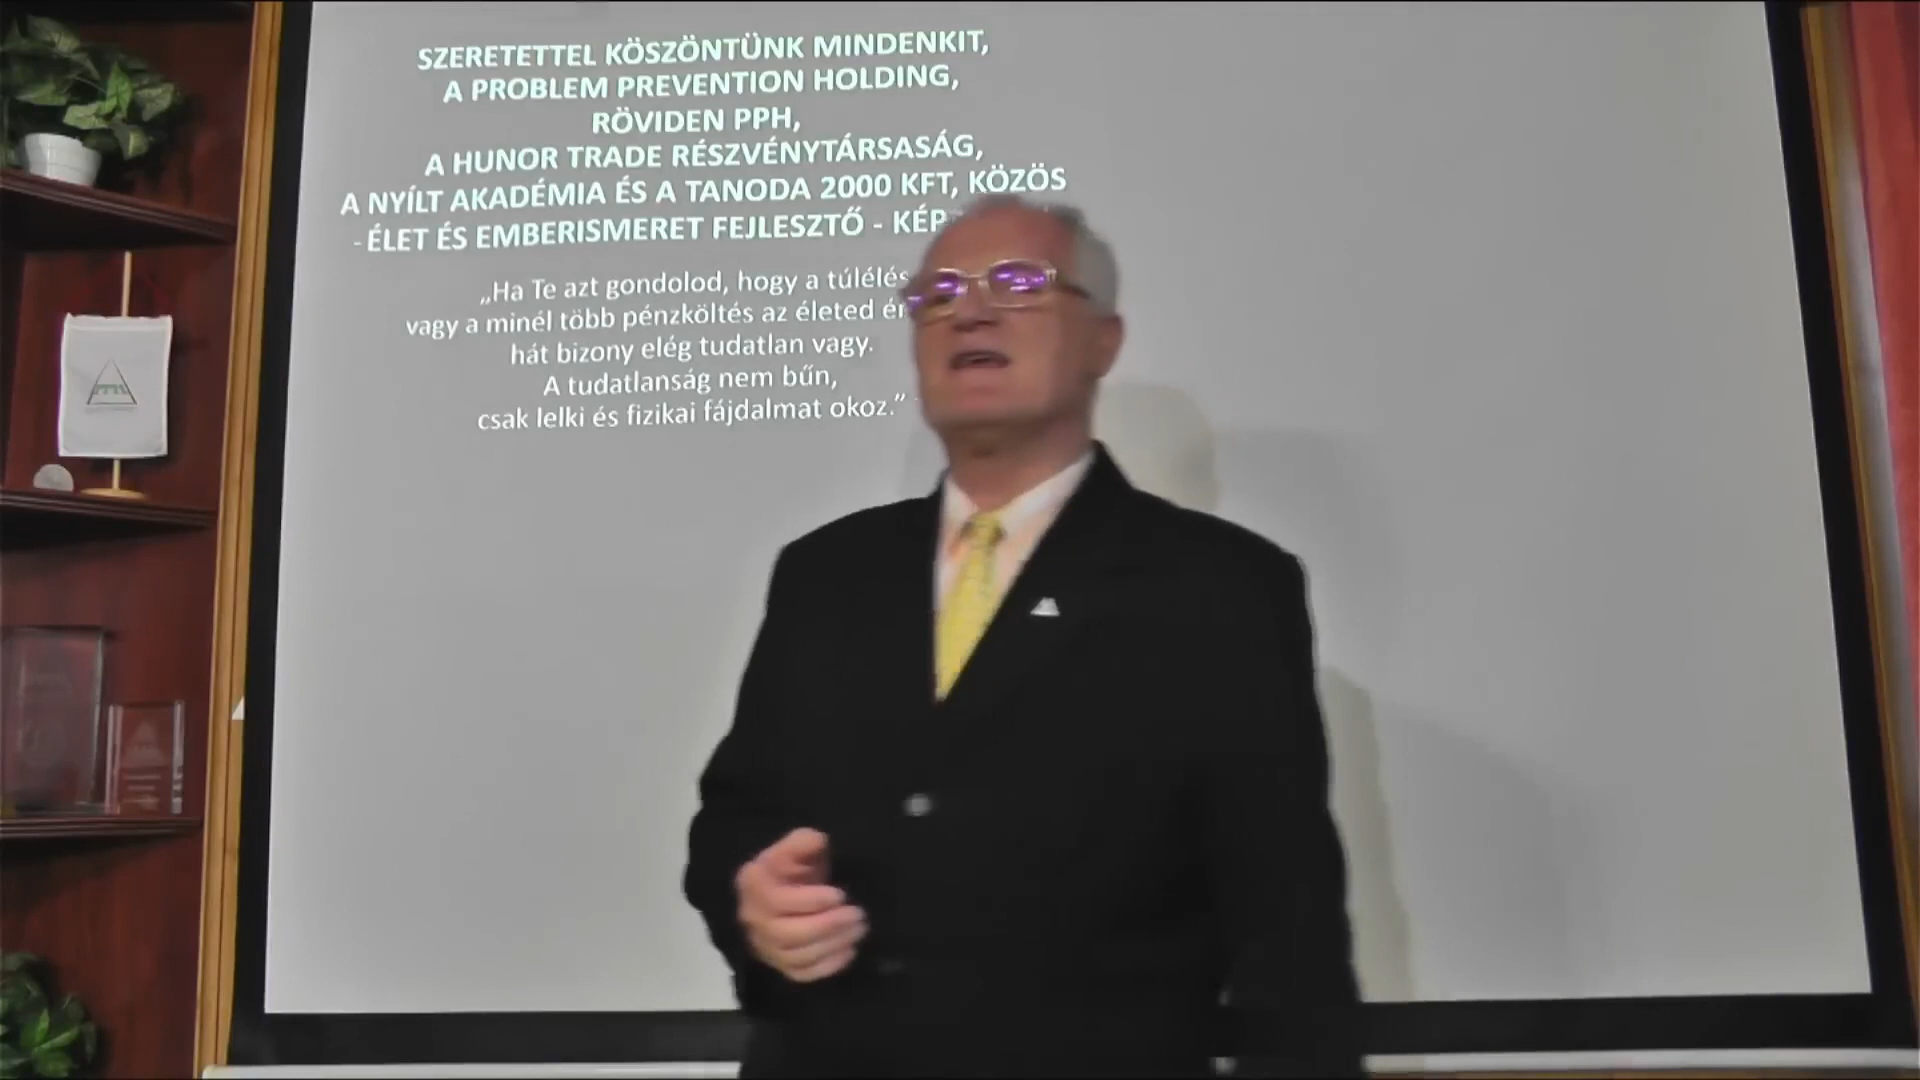 SZERETETTEL KÖSZÖNTÜNK MINDENKIT,
A PROBLEM PREVENTION HOLDING,
RÖVIDEN PPH,
A HUNOR TRADE RÉSZVÉNYTÁRSASÁG,
A NYÍLT AKADÉMIA ÉS A TANODA 2000 KFT, KÖZÖS
- ÉLET ÉS EMBERISMERET FEJLESZTŐ -
„Ha Te azt gondolod, hogy a túlélés
vagy a minél több pénzköltés az életed
hát bizony elég tudatlan vagy.
A tudatlanság nem bűn,
csak lelki és fizikai fájdalmat okoz.”